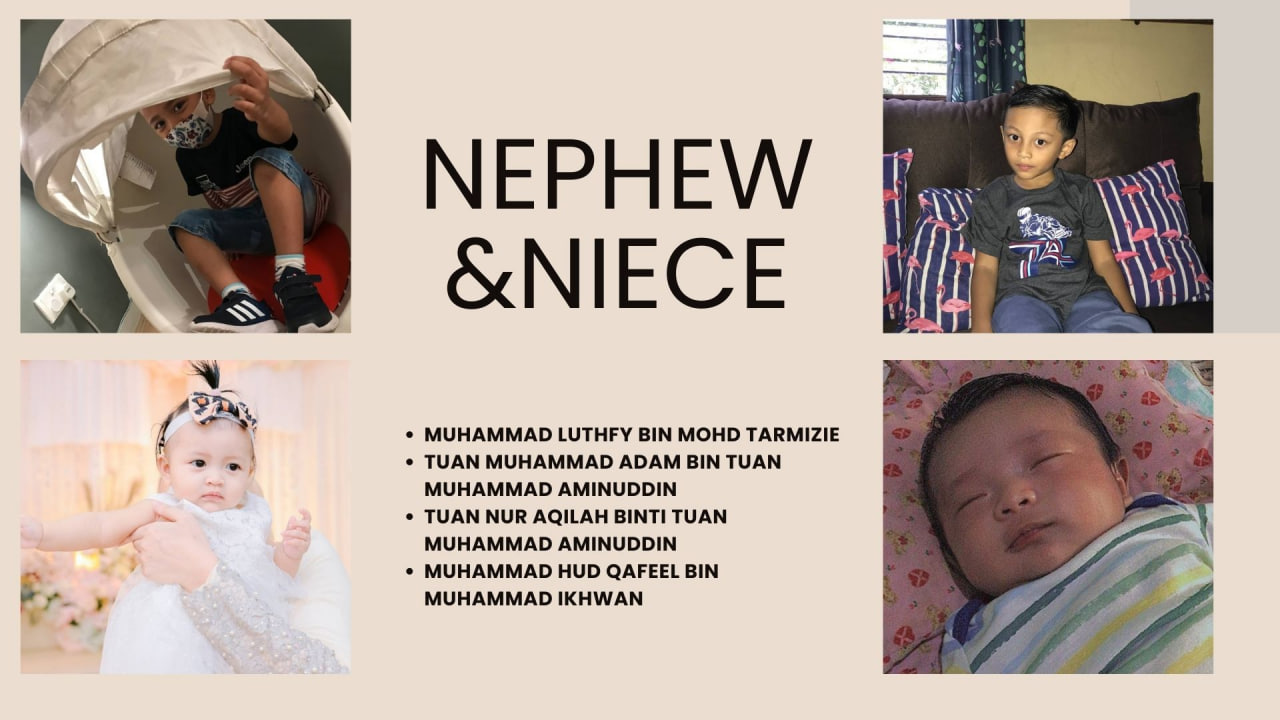 NEPHEW
&NIECE
• MUHAMMAD LUTHFY BIN MOHD TARMIZIE
• TUAN MUHAMMAD ADAM BIN TUAN
MUHAMMAD AMINUDDIN
• TUAN NUR AQILAH BINTI TUAN
MUHAMMAD AMINUDDIN
• MUHAMMAD HUD QAFEEL BIN
MUHAMMAD IKHWAN